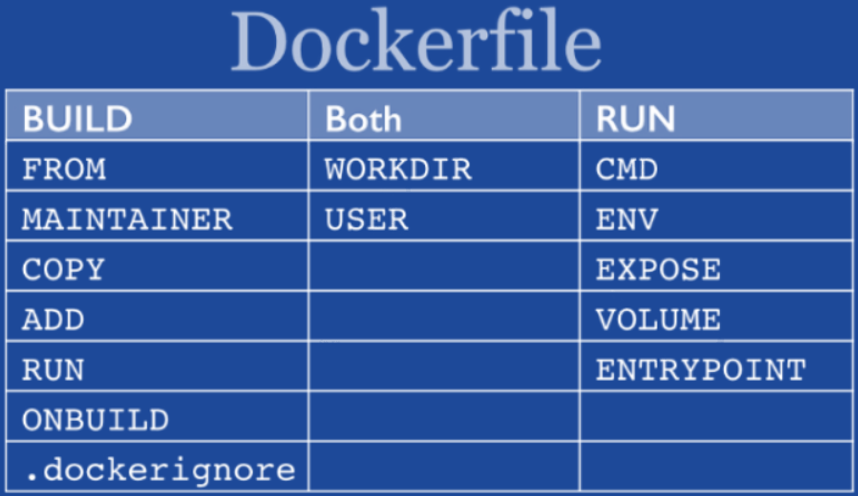 Dockerfile
BUILD Both RUN
FROM WORKDIR CMD
MAINTAINER USER ENV
COPY EXPOSE
ADD VOLUME
RUN ENTRYPOINT
ONBUILD
.dockerignore